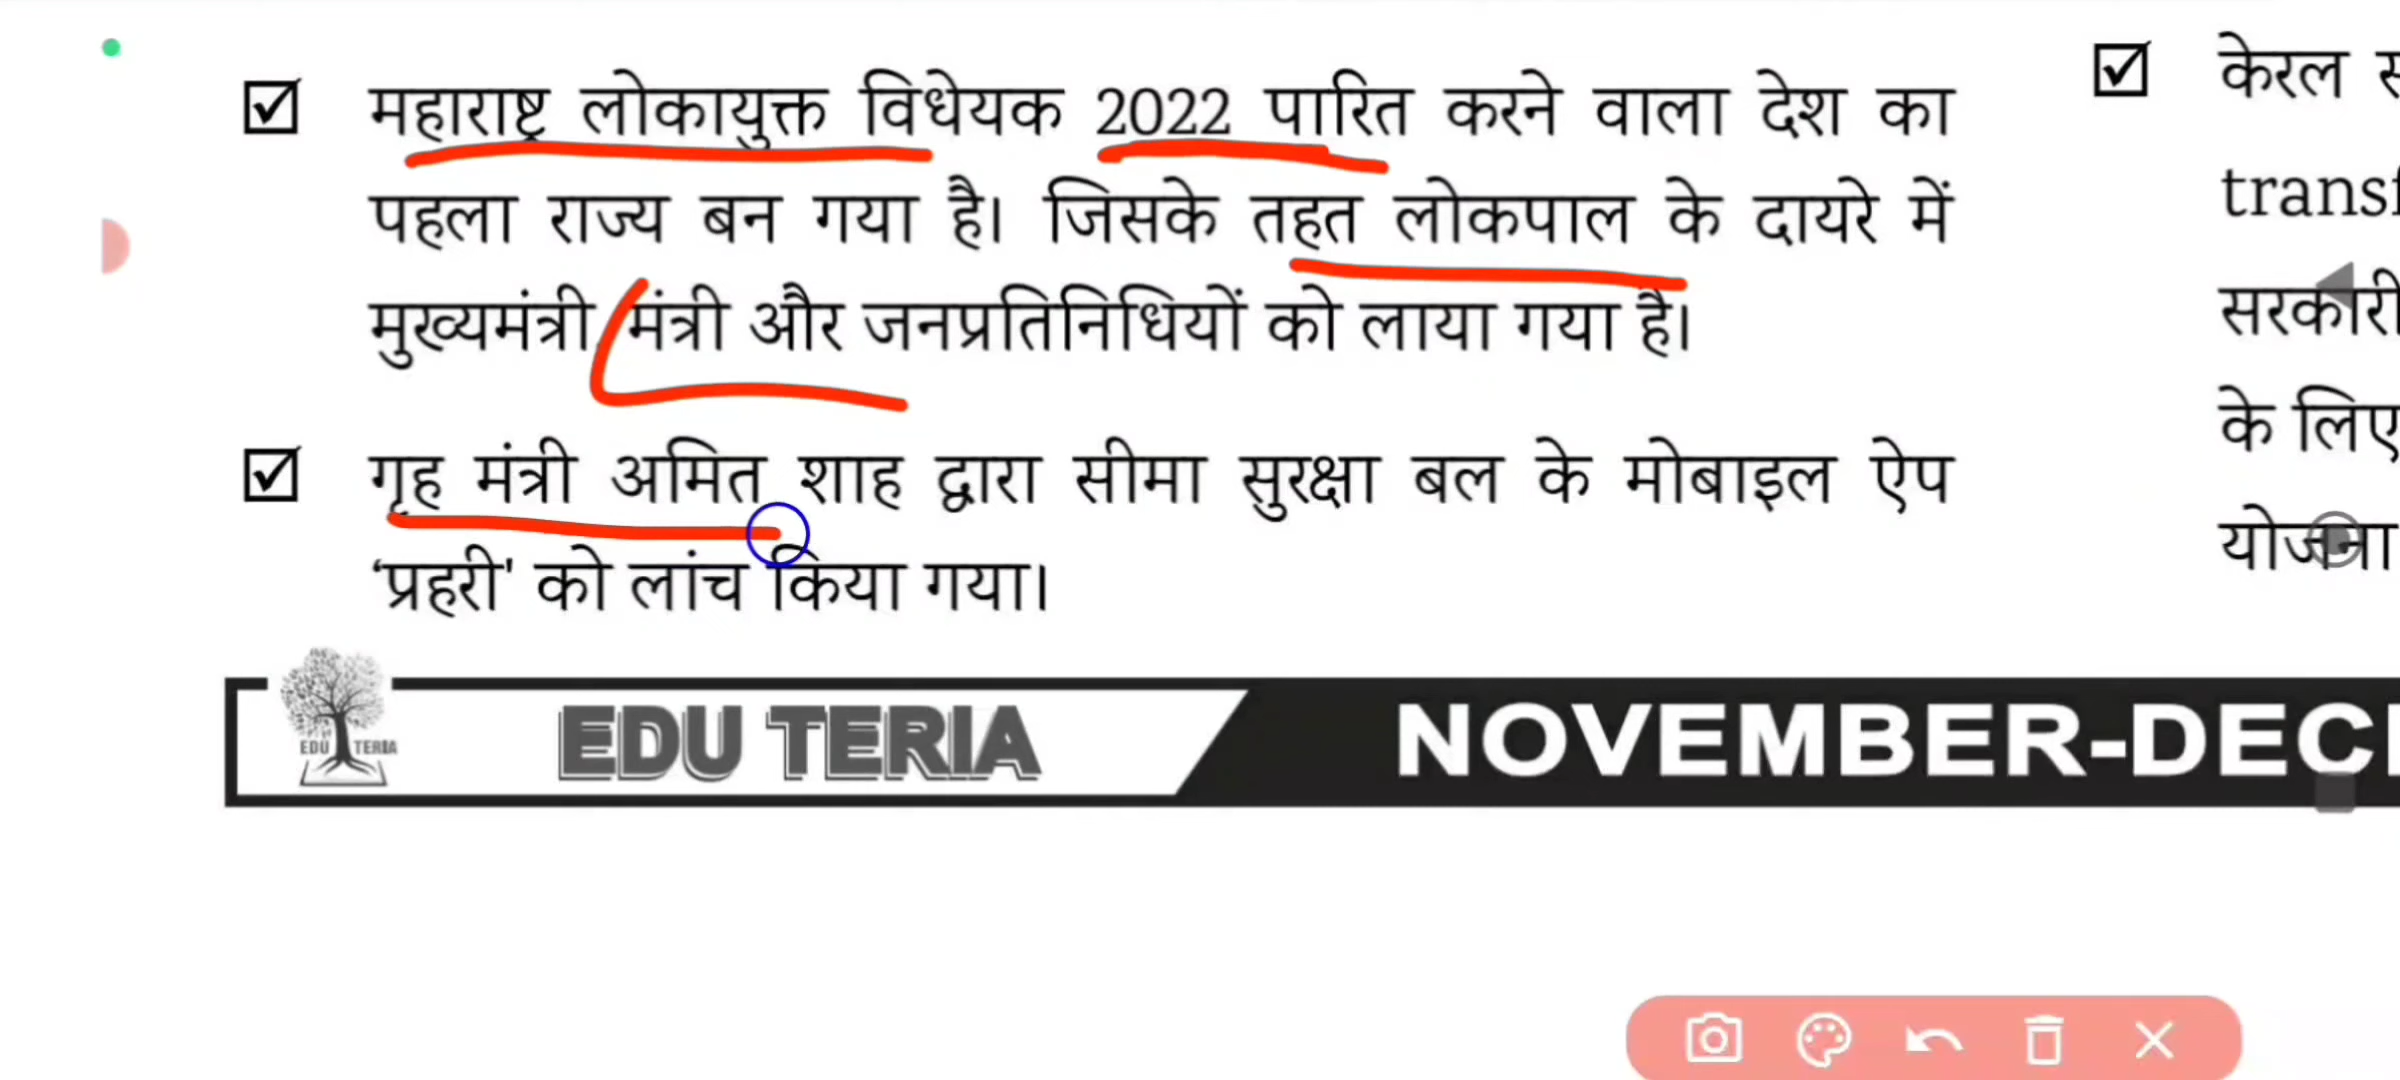 महाराष्ट्र लोकायुक्त विधेयक 2022 पारित करने वाला देश का
पहला राज्य बन गया है। जिसके तहत लोकपाल के दायरे में
मुख्यमंत्री, मंत्री और जनप्रतिनिधियों को लाया गया है।
गृह मंत्री अमित शाह द्वारा सीमा सुरक्षा बल के मोबाइल ऐप
‘प्रहरी' को लांच किया गया।
केरल
सरकारी
के लिए
योजना
EDU TERIA
EDU TERIA
NOVEMBER-DEC